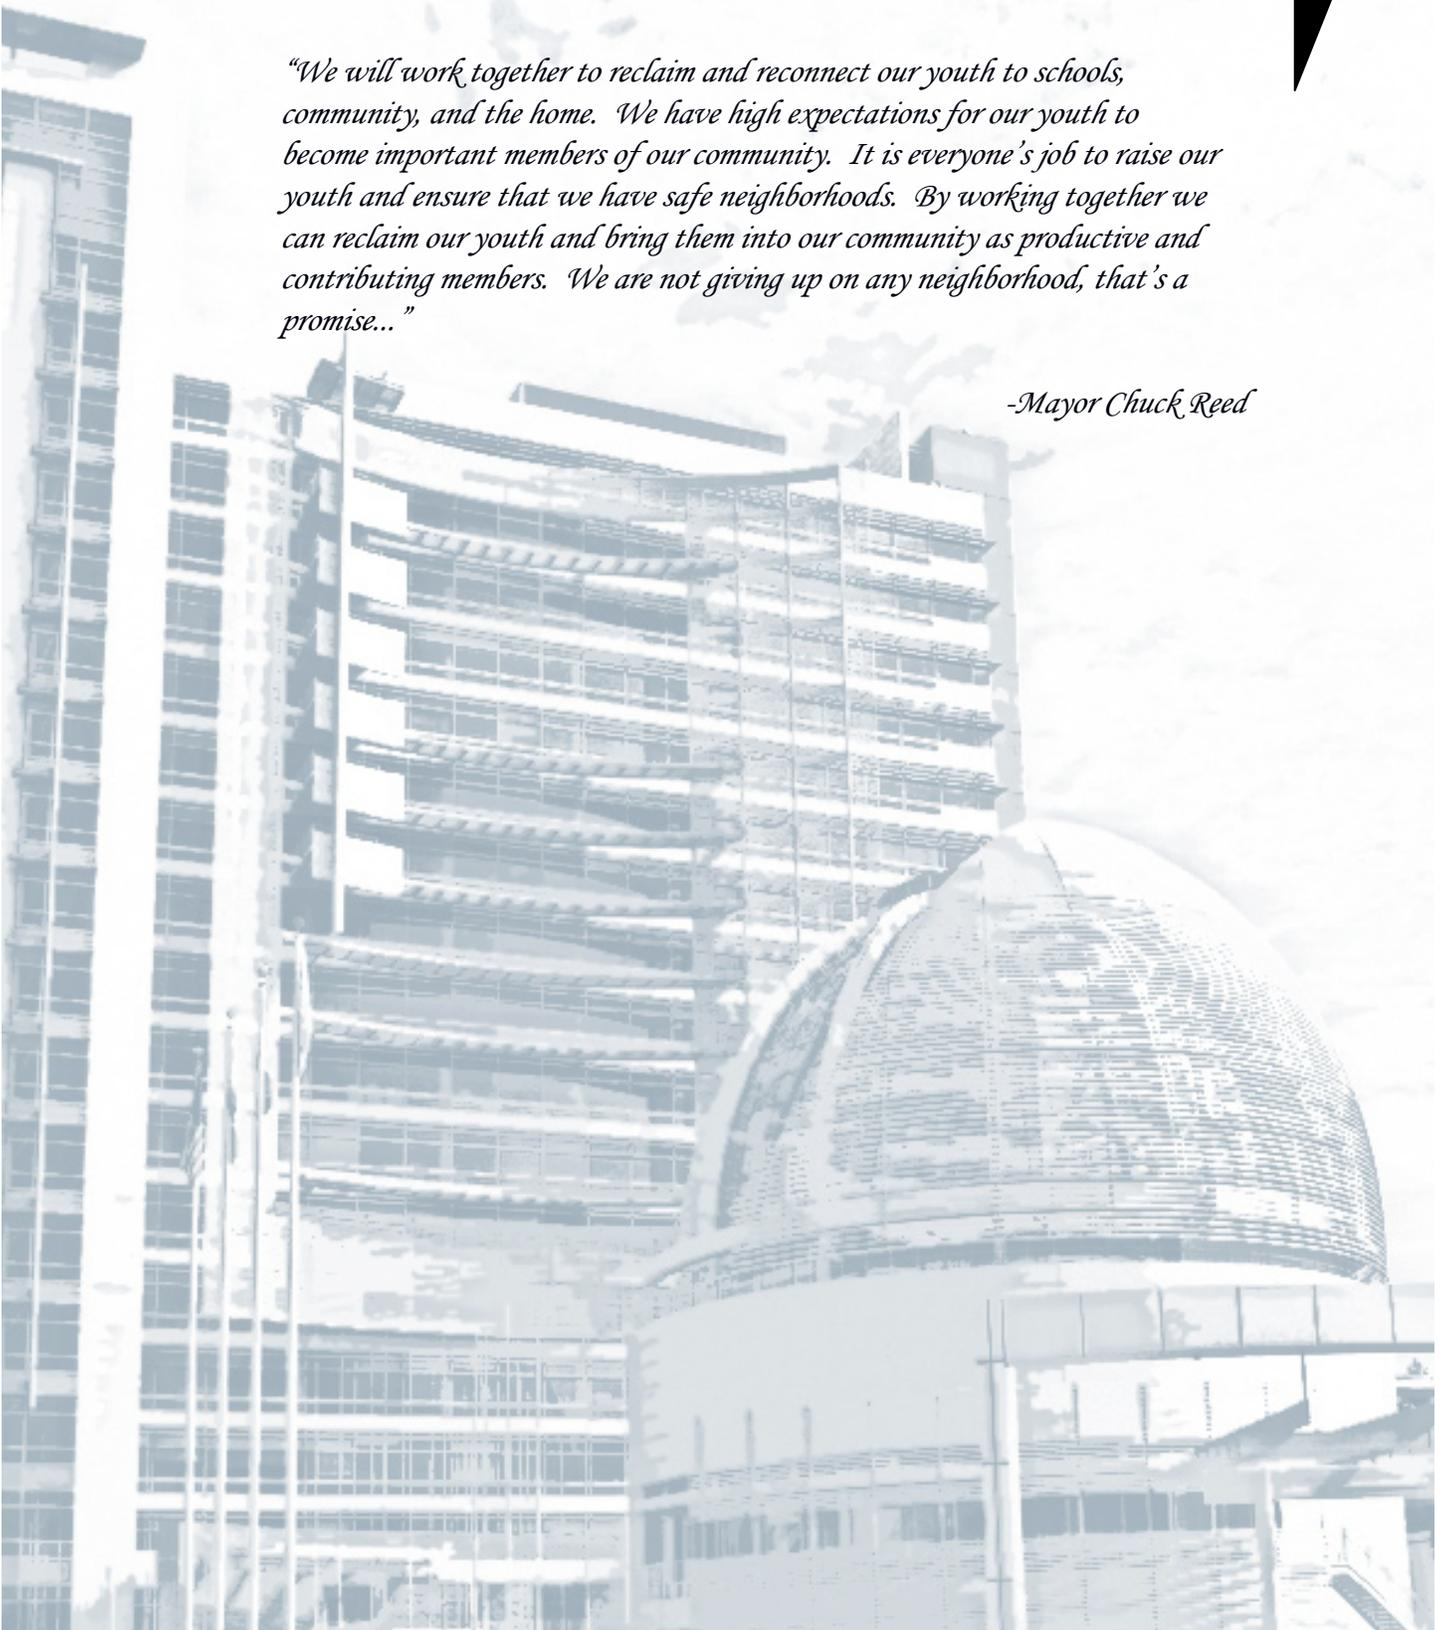 “We will work together to reclaim and reconnect our youth to schools,
community, and the home.  We have high expectations for our youth to
become important members of our community.  It is everyone’s job to raise our
youth and ensure that we have safe neighborhoods.  By working together we
can reclaim our youth and bring them into our community as productive and
contributing members.  We are not giving up on any neighborhood, that’s a
promise...”
-Mayor Chuck Reed